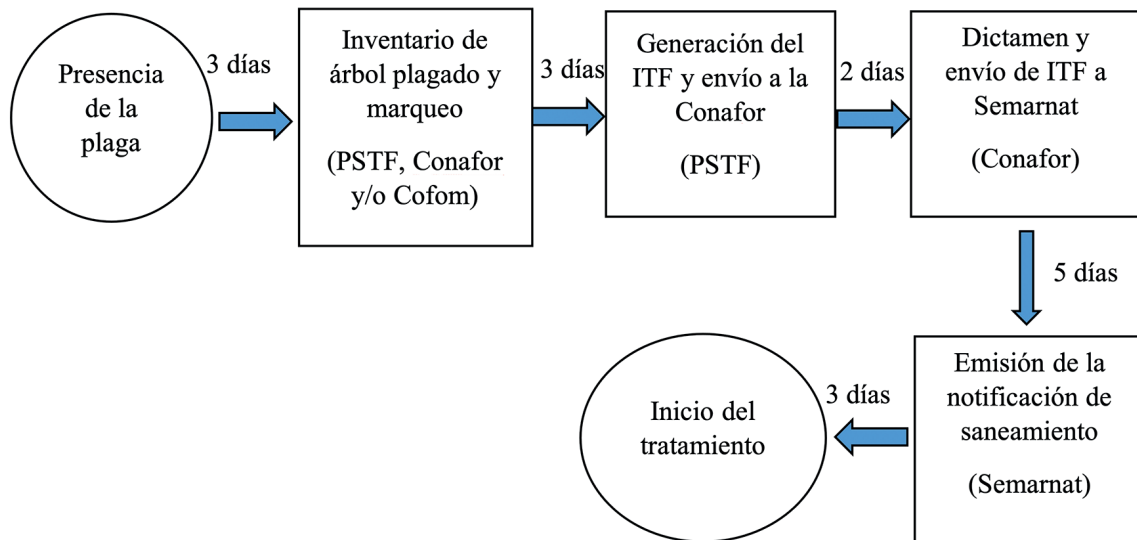 Presencia
de la
plaga
3 días
Inventario de
árbol plagado y
marqueo
(PSTF, Conafor
y/o Cofom)
3 días
Generación del
ITF y envío a la
Conafor
(PSTF)
2 días
Dictamen y
envío de ITF a
Semarnat
(Conafor)
5 días
Emisión de la
notificación de
saneamiento
(Semarnat)
3 días
Inicio del
tratamiento